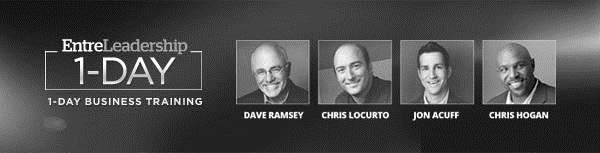 EntreLeadership
1-DAY
1-DAY BUSINESS TRAINING
DAVE RAMSEY
CHRIS LOCURTO
JON ACUFF
CHRIS HOGAN